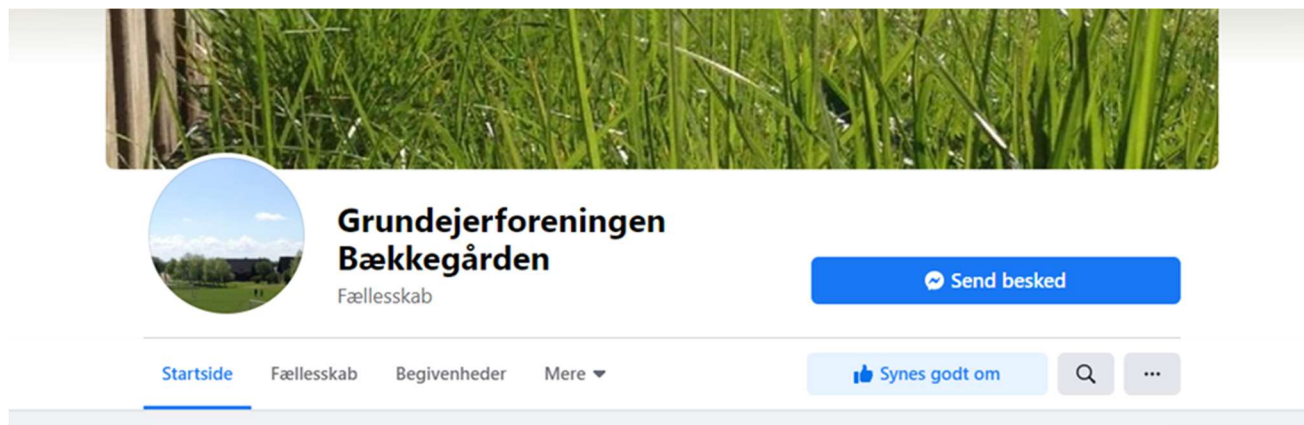 Grundejerforeningen
Bækkegården
Fællesskab
Send besked
Startside Fællesskab Begivenheder Mere
Synes godt om